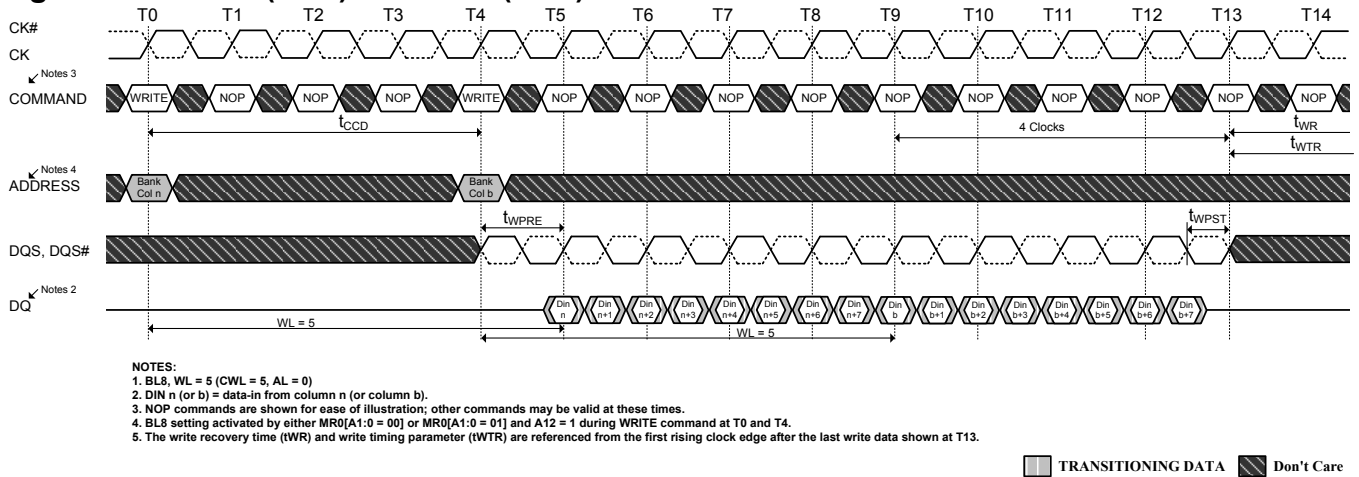 T0 T1 T2 T3 T4 T5 T6 T7 T8 T9 T10 T11 T12 T13 T14
CK#
CK
Notes 3
COMMAND WRITE NOP NOP NOP WRITE NOP NOP NOP NOP NOP NOP NOP NOP NOP NOP
tCCD 4 Clocks tWR
tWTR
Notes 4
ADDRESS Bank Col n Bank Col b
tWPRE tWPST
DQS, DQS#
Notes 2
DQ Din n Din n+1 Din n+2 Din n+3 Din n+4 Din n+5 Din n+6 Din n+7 Din b Din b+1 Din b+2 Din b+3 Din b+4 Din b+5 Din b+6 Din b+7
WL = 5 WL = 5
NOTES:
1. BL8, WL = 5 (CWL = 5, AL = 0)
2. DIN n (or b) = data-in from column n (or column b).
3. NOP commands are shown for ease of illustration; other commands may be valid at these times.
4. BL8 setting activated by either MR0[A1:0 = 00] or MR0[A1:0 = 01] and A12 = 1 during WRITE command at T0 and T4.
5. The write recovery time (tWR) and write timing parameter (tWTR) are referenced from the first rising clock edge after the last write data shown at T13.
TRANSITIONING DATA Don't Care